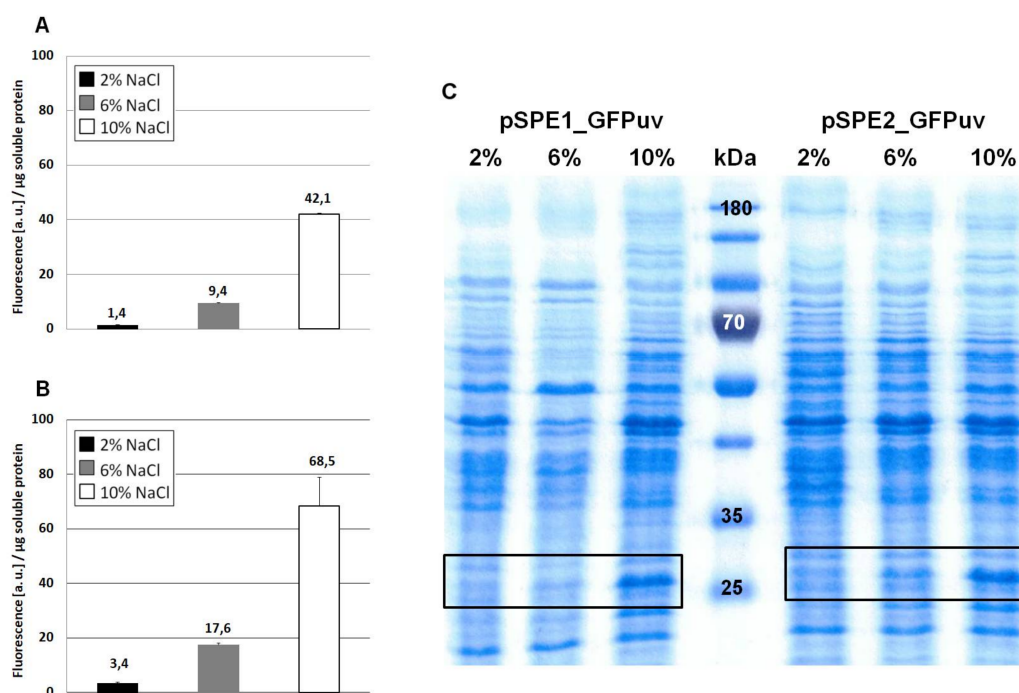 A
Fluorescence [a. u.] / µg soluble protein
100
80
60
40
20
0
2% NaCl
6% NaCl
10% NaCl
1,4
9,4
42,1
B
Fluorescence [a. u.] / µg soluble protein
100
80
60
40
20
0
2% NaCl
6% NaCl
10% NaCl
3,4
17,6
68,5
C
pSPE1_GFPuv pSPE2_GFPuv
2% 6% 10% kDa 2% 6% 10%
180
70
35
25